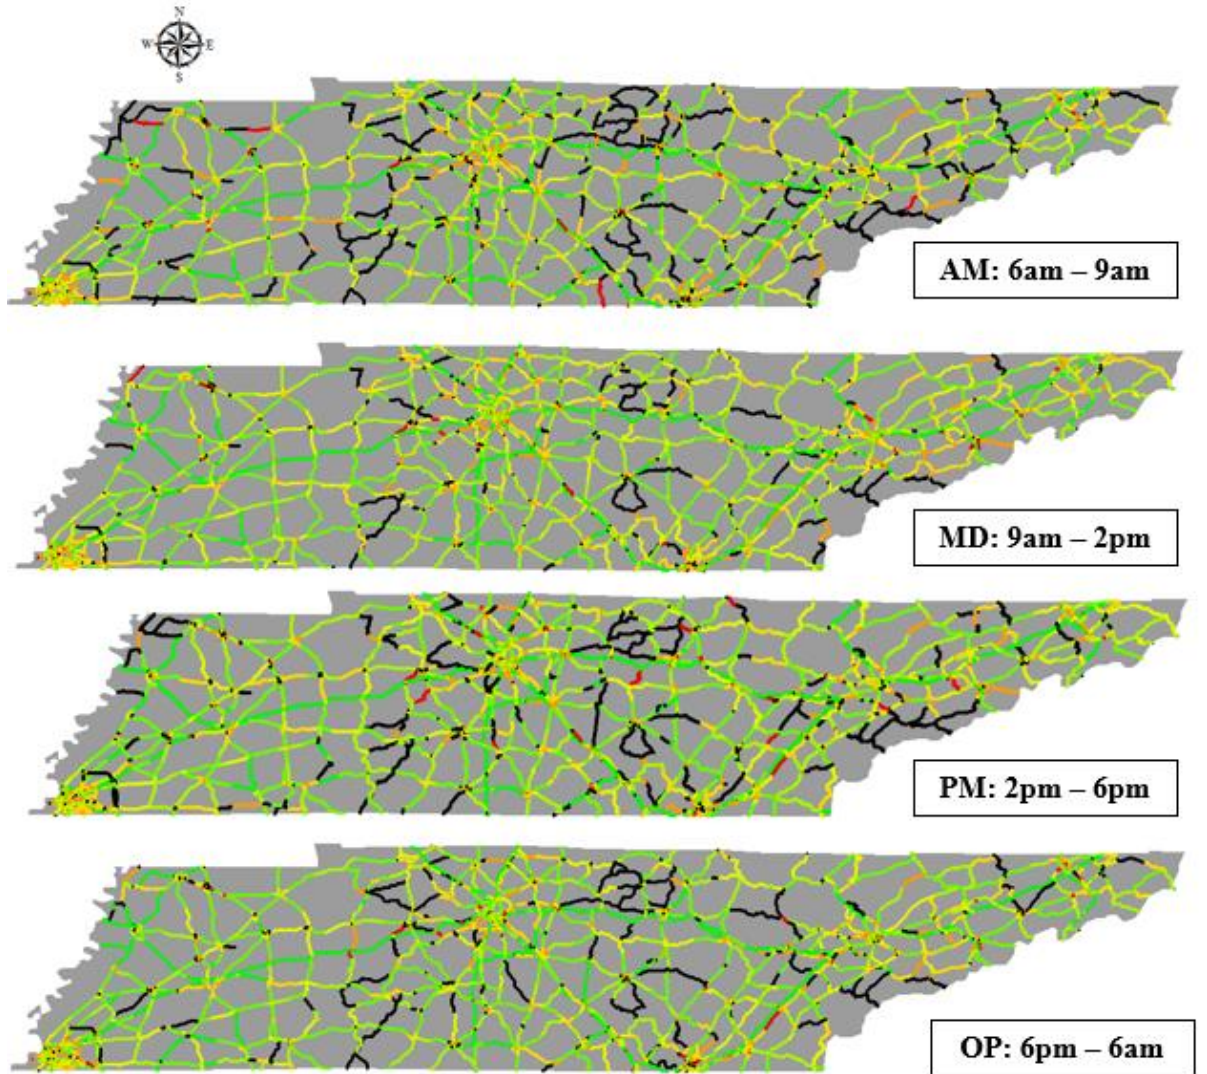 N
W E
S
AM: 6am – 9am
MD: 9am – 2pm
PM: 2pm – 6pm
OP: 6pm – 6am